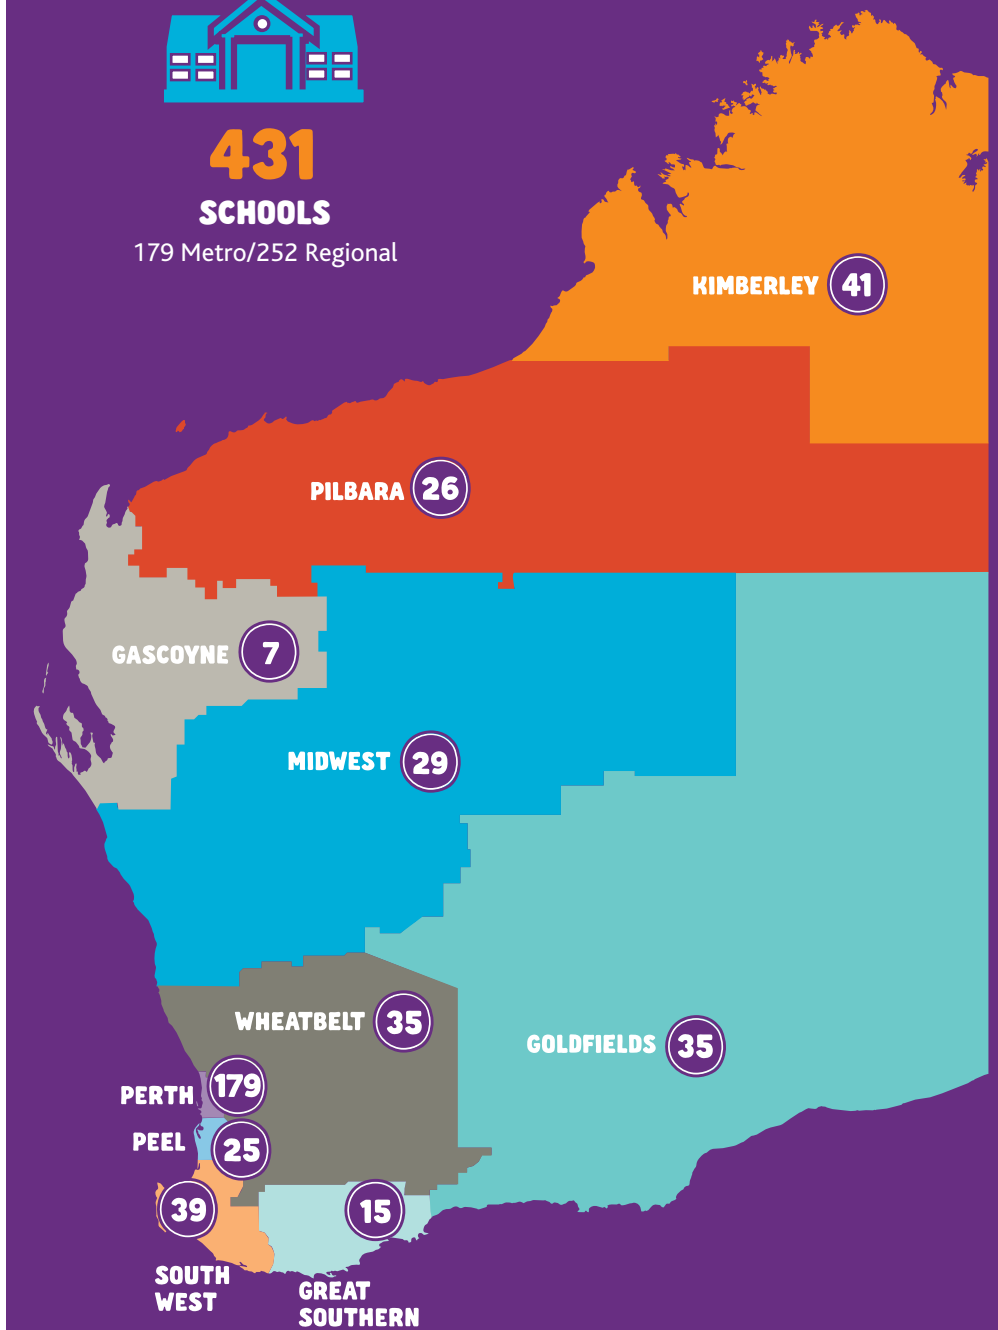 431
SCHOOLS
179 Metro/252 Regional
KIMBERLEY 41
PILBARA 26
GASCOYNE 7
MIDWEST 29
WHEATBELT 35
GOLDFIELDS 35
PERTH 179
PEEL 25
39
SOUTH
WEST
15
GREAT
SOUTHERN